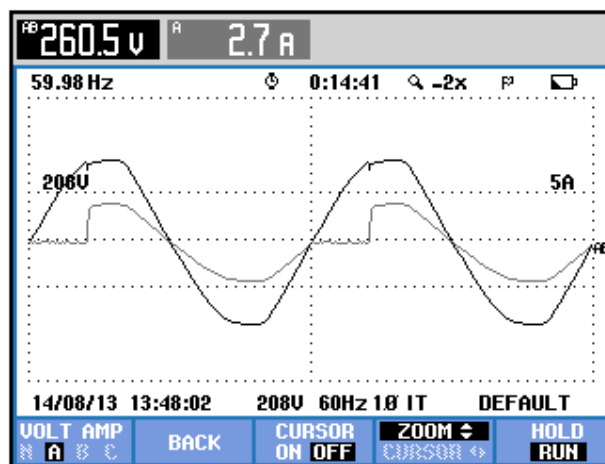 AB 260.5 V A 2.7 A
59.98 Hz 0:14:41 -2x
208V 5A
AB
14/08/13 13:48:02 208V 60Hz 1Ø IT DEFAULT
VOLT AMP BACK CURSOR ZOOM HOLD
N A B C ON OFF CURSOR RUN